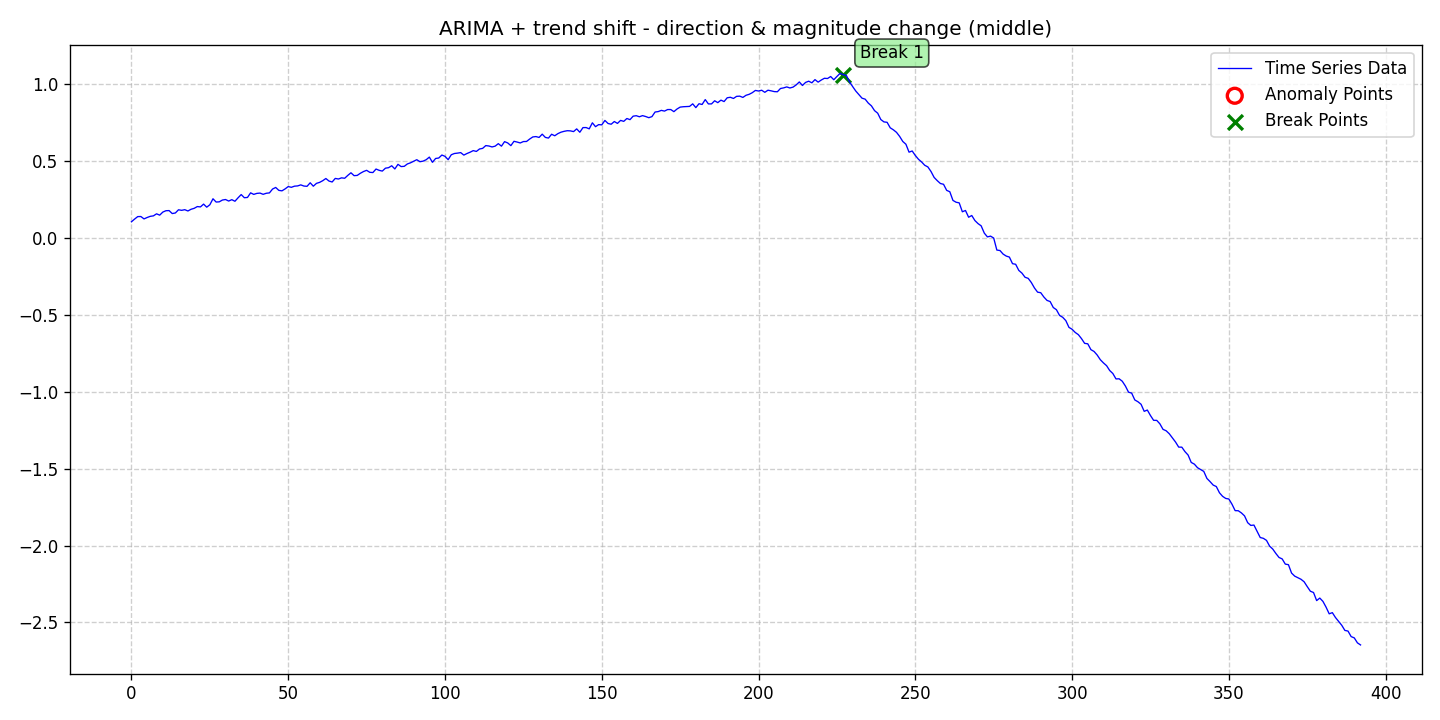 ARIMA + trend shift - direction & magnitude change (middle)
Break 1
Time Series Data
Anomaly Points
Break Points
1.0
0.5
0.0
−0.5
−1.0
−1.5
−2.0
−2.5
0 50 100 150 200 250 300 350 400